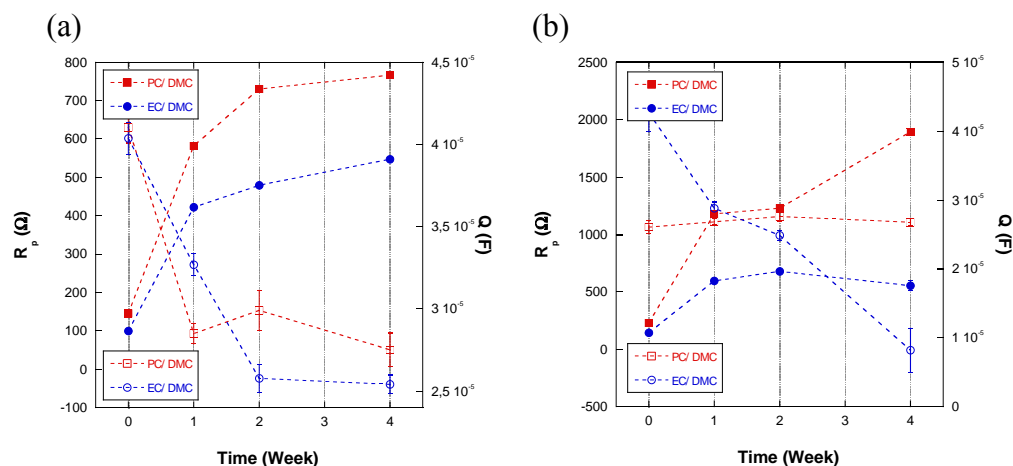 (a)
800
700
600
500
400
300
200
100
0
-100
R p (Ω)
PC/ DMC
EC/ DMC
PC/ DMC
EC/ DMC
4,5 10-5
4 10-5
3,5 10-5
3 10-5
2,5 10-5
Q (F)
0 1 2 3 4
Time (Week)
(b)
2500
2000
1500
1000
500
0
-500
R p (Ω)
PC/ DMC
EC/ DMC
PC/ DMC
EC/ DMC
5 10-5
4 10-5
3 10-5
2 10-5
1 10-5
0
Q (F)
0 1 2 3 4
Time (Week)